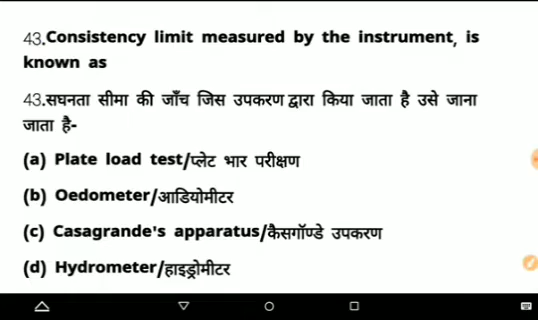 43.Consistency limit measured by the instrument, is
known as
43.सघनता सीमा की जाँच जिस उपकरण द्वारा किया जाता है उसे जाना
जाता है-
(a) Plate load test/प्लेट भार परीक्षण
(b) Oedometer/आडियोमीटर
(c) Casagrande's apparatus/कैसगॉण्डे उपकरण
(d) Hydrometer/हाइड्रोमीटर